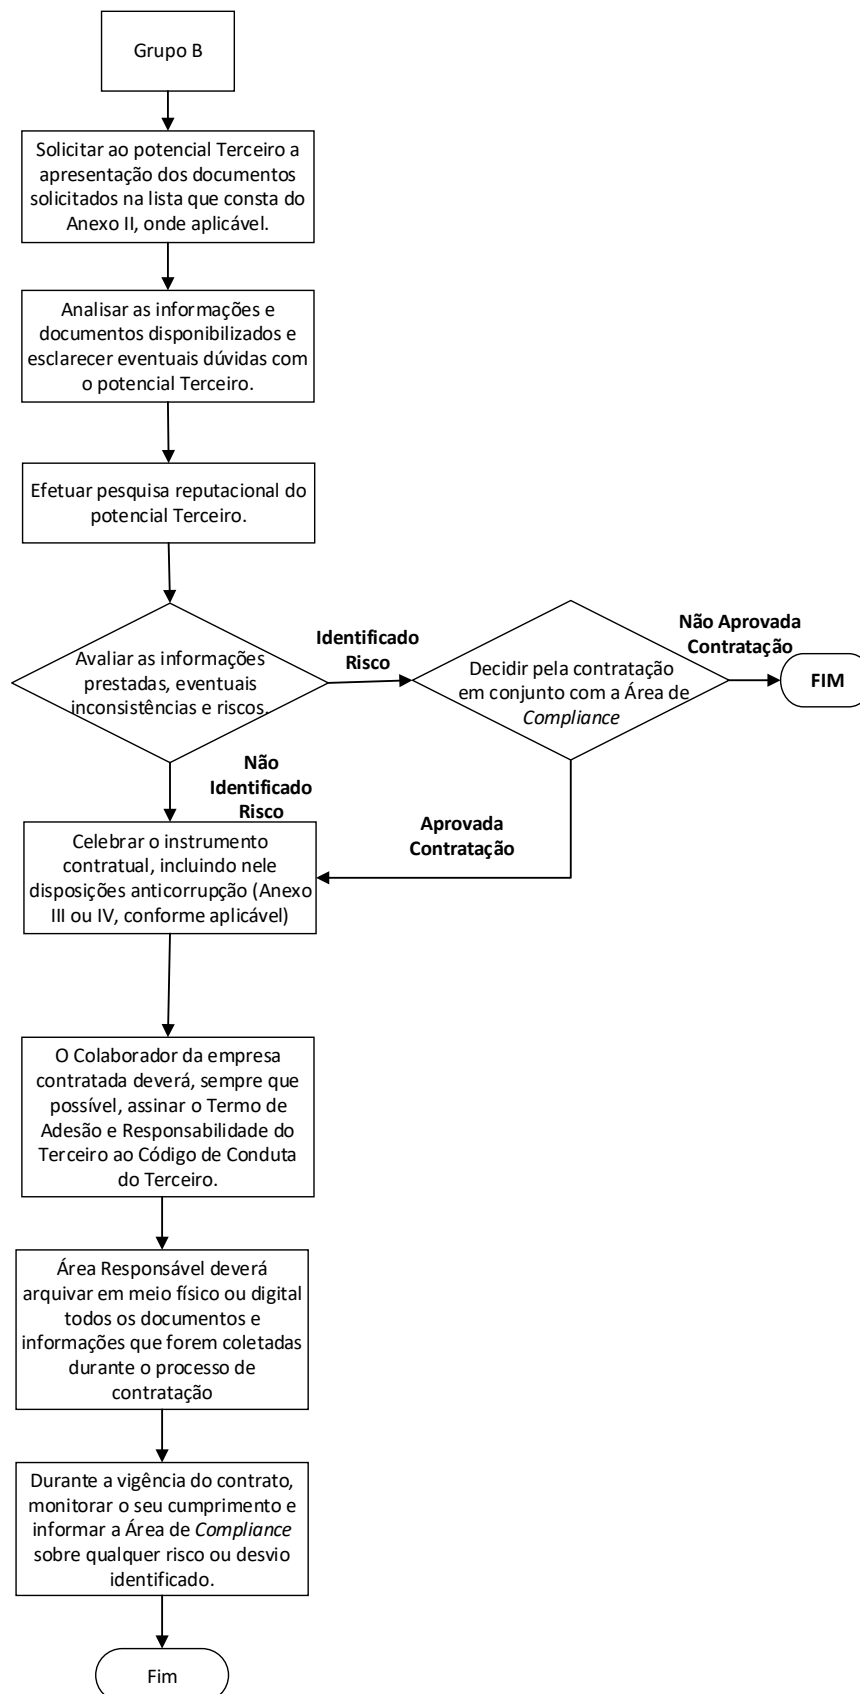 Grupo B
Solicitar ao potencial Terceiro a
apresentação dos documentos
solicitados na lista que consta do
Anexo II, onde aplicável.
Analisar as informações e
documentos disponibilizados e
esclarecer eventuais dúvidas com
o potencial Terceiro.
Efetuar pesquisa reputacional do
potencial Terceiro.
Avaliar as informações
prestadas, eventuais
inconsistências e riscos.
Identificado
Risco
Decidir pela contratação
em conjunto com a Área de
Compliance
Não Aprovada
Contratação
FIM
Não
Identificado
Risco
Aprovada
Contratação
Celebrar o instrumento
contratual, incluindo nele
disposições anticorrupção (Anexo
III ou IV, conforme aplicável)
O Colaborador da empresa
contratada deverá, sempre que
possível, assinar o Termo de
Adesão e Responsabilidade do
Terceiro ao Código de Conduta
do Terceiro.
Área Responsável deverá
arquivar em meio físico ou digital
todos os documentos e
informações que forem coletadas
durante o processo de
contratação
Durante a vigência do contrato,
monitorar o seu cumprimento e
informar a Área de Compliance
sobre qualquer risco ou desvio
identificado.
Fim